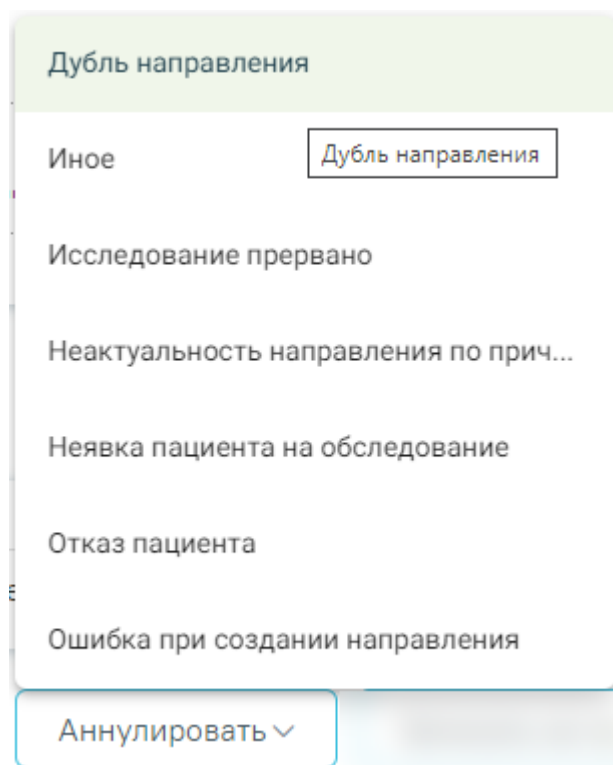 Дубль направления
Иное
Дубль направления
Исследование прервано
Неактуальность направления по прич...
Неявка пациента на обследование
Отказ пациента
Ошибка при создании направления
Аннулировать